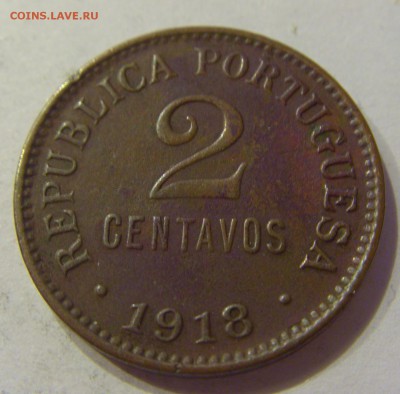 COINS.LAVE.RU
REPUBLICA PORTUGUESA
2
CENTAVOS
• 1918 •